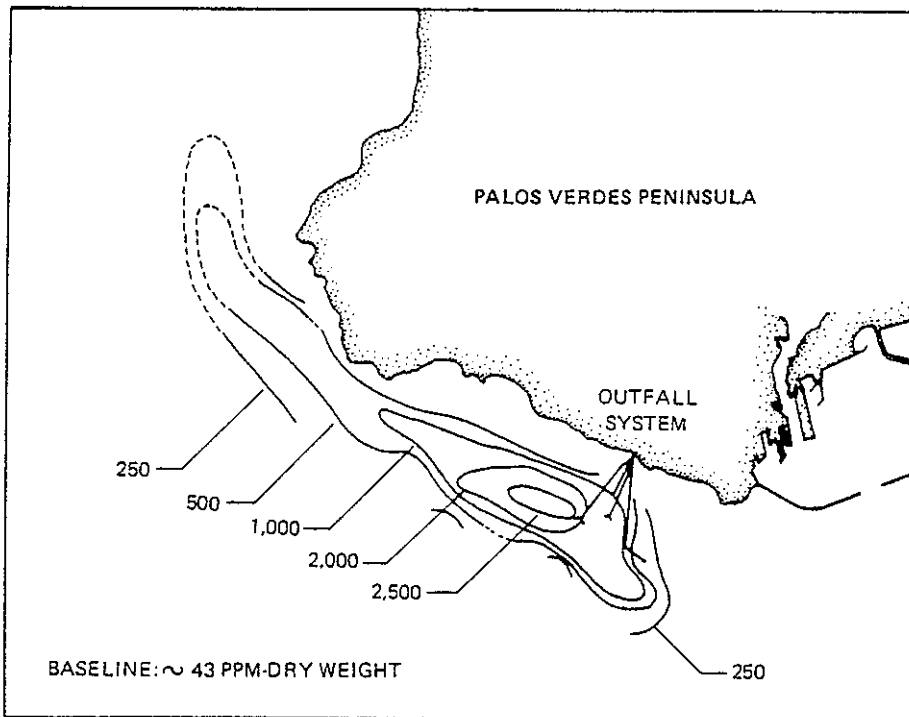 PALOS VERDES PENINSULA
OUTFALL
SYSTEM
250
500
1,000
2,000
2,500
250
BASELINE: ~ 43 PPM-DRY WEIGHT